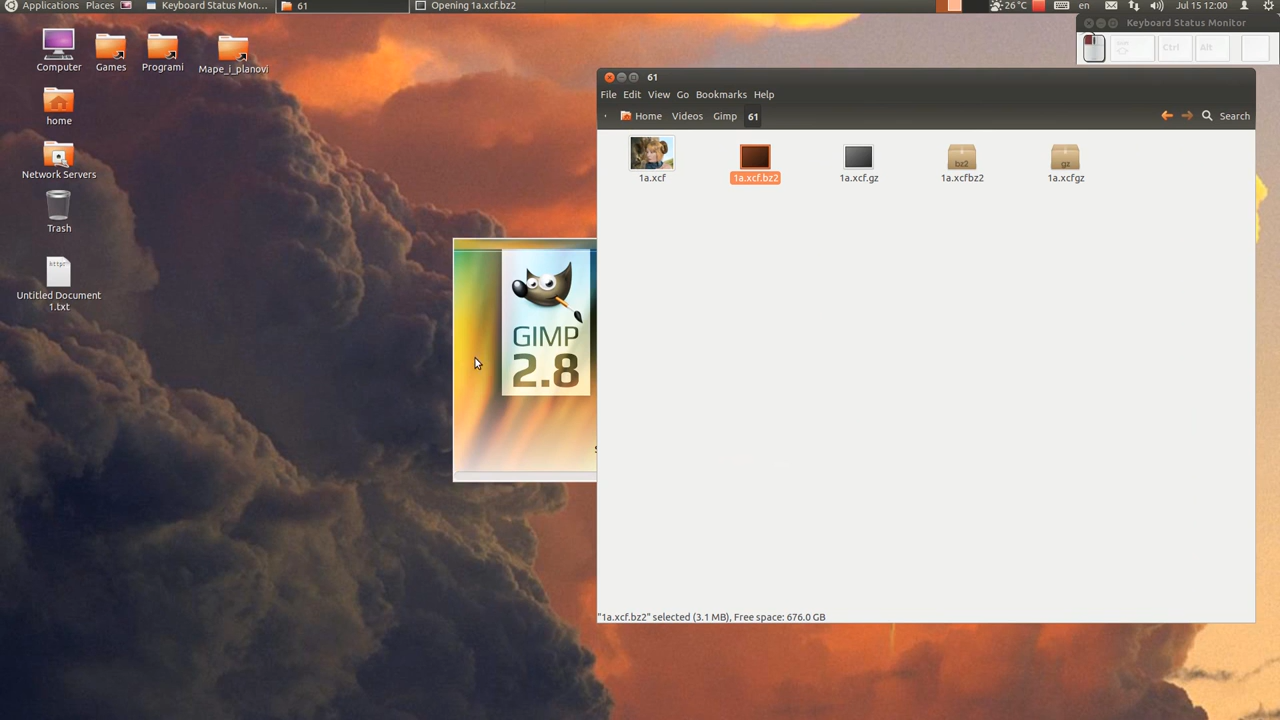 Applications Places Keyboard Status Mon... 61 Opening 1a.xcf.bz2 26°C en Jul 15 12:00
Keyboard Status Monitor
Ctrl Alt
Computer Games Programi Mape_i_planovi
home
Network Servers
Trash
Untitled Document
1.txt
GIMP
2.8
61
File Edit View Go Bookmarks Help
Home Videos Gimp 61 Search
bz2 gz
1a.xcf 1a.xcf.bz2 1a.xcf.gz 1a.xcfbz2 1a.xcfgz
"1a.xcf.bz2" selected (3.1 MB), Free space: 676.0 GB